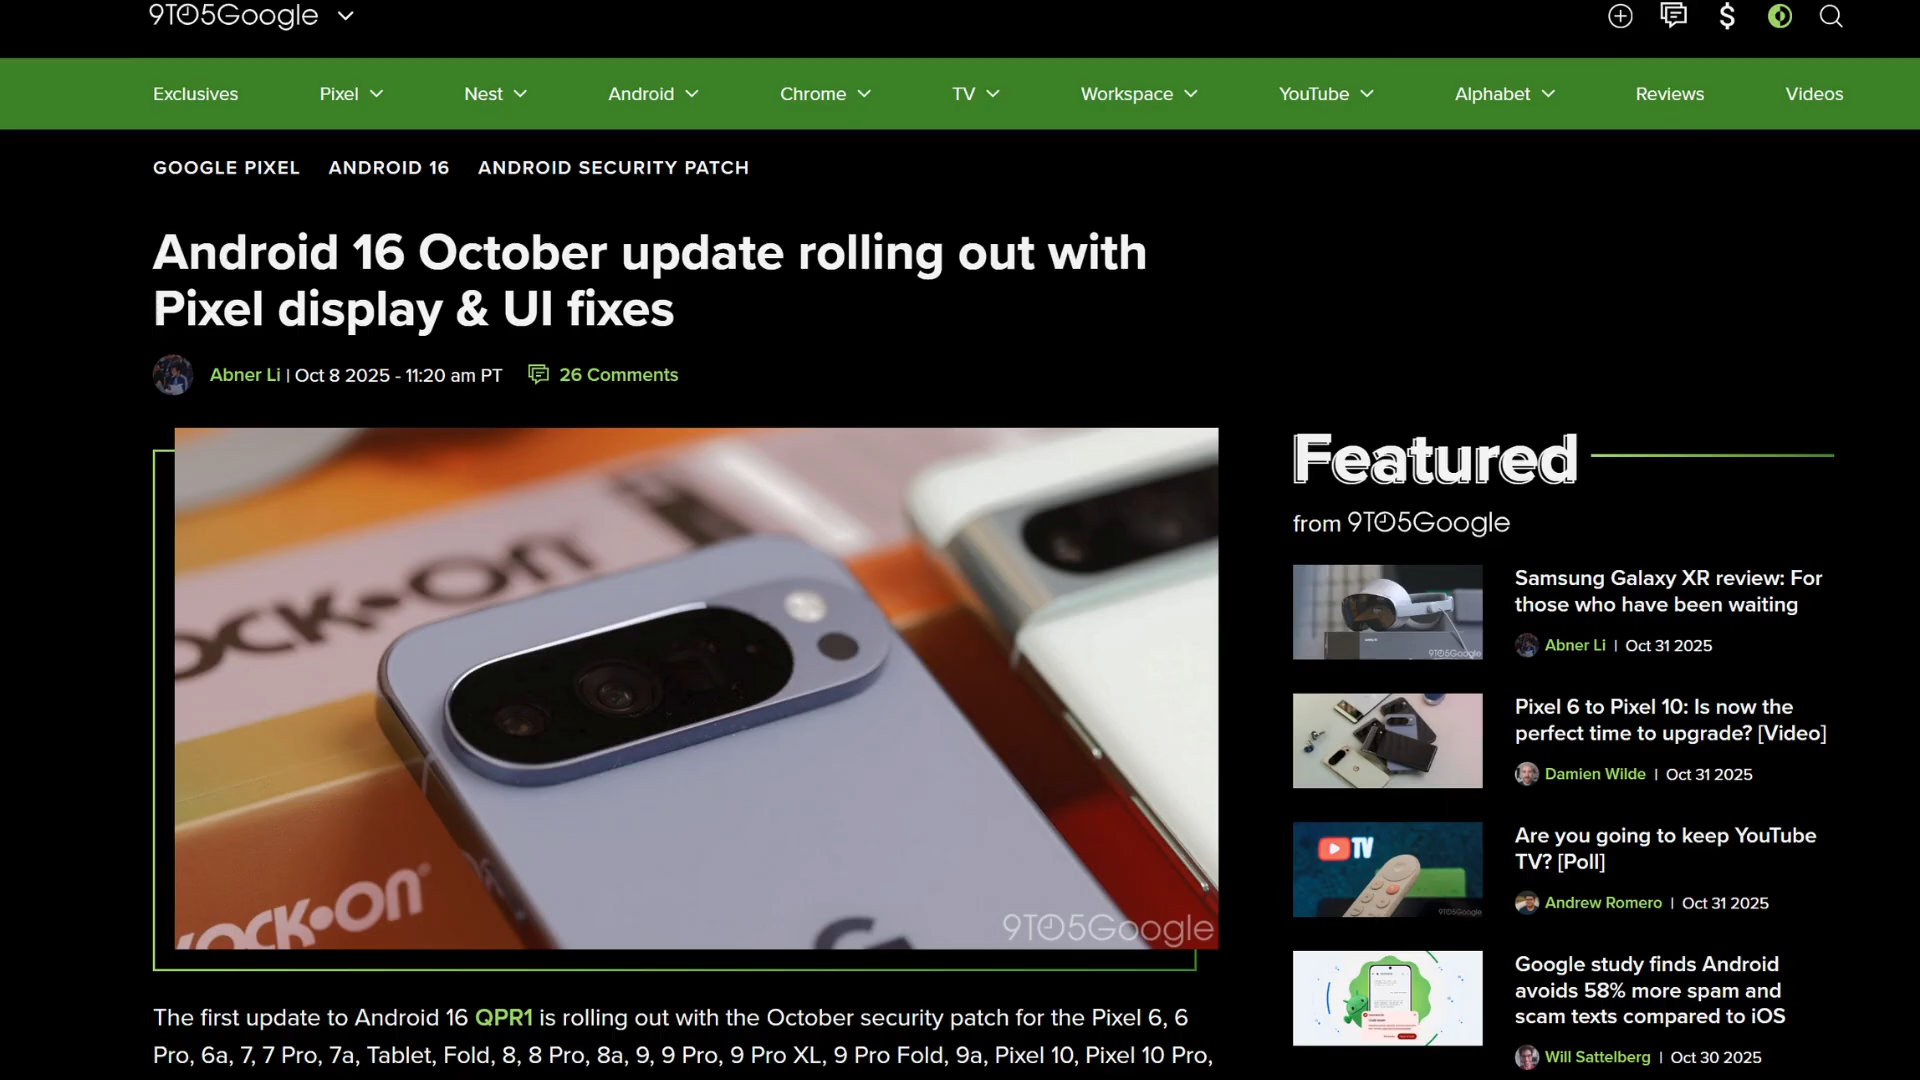 9TO5Google
Exclusives
Pixel
Nest
Android
Chrome
TV
Workspace
YouTube
Alphabet
Reviews
Videos
GOOGLE PIXEL
ANDROID 16
ANDROID SECURITY PATCH
Android 16 October update rolling out with
Pixel display & UI fixes
Abner Li | Oct 8 2025 - 11:20 am PT
26 Comments
OCK•On
OCK•On
9TO5Google
The first update to Android 16 QPR1 is rolling out with the October security patch for the Pixel 6, 6
Pro, 6a, 7, 7 Pro, 7a, Tablet, Fold, 8, 8 Pro, 8a, 9, 9 Pro, 9 Pro XL, 9 Pro Fold, 9a, Pixel 10, Pixel 10 Pro,
Featured
from 9TO5Google
9TO5Google
Samsung Galaxy XR review: For
those who have been waiting
Abner Li | Oct 31 2025
Pixel 6 to Pixel 10: Is now the
perfect time to upgrade? [Video]
Damien Wilde | Oct 31 2025
TV
9TO5Google
Are you going to keep YouTube
TV? [Poll]
Andrew Romero | Oct 31 2025
Google study finds Android
avoids 58% more spam and
scam texts compared to iOS
Will Sattelberg | Oct 30 2025